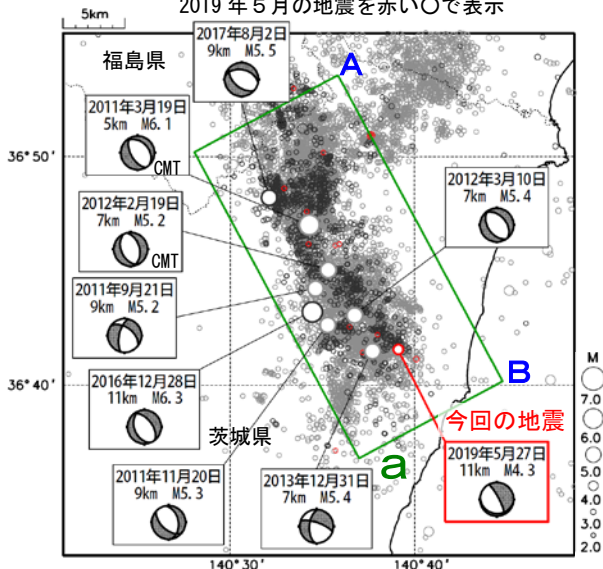 2019 年５月の地震を赤い○で表示
5km
福島県
2017年8月2日
9km M5.5
A
2011年3月19日
5km M6.1
CMT
36°50'
2012年3月10日
7km M5.4
2012年2月19日
7km M5.2
CMT
2011年9月21日
9km M5.2
B
36°40'
2016年12月28日
11km M6.3
茨城県
今回の地震
a
2019年5月27日
11km M4.3
2011年11月20日
9km M5.3
2013年12月31日
7km M5.4
M
7.0
6.0
5.0
4.0
3.0
2.0
140°30'
140°40'